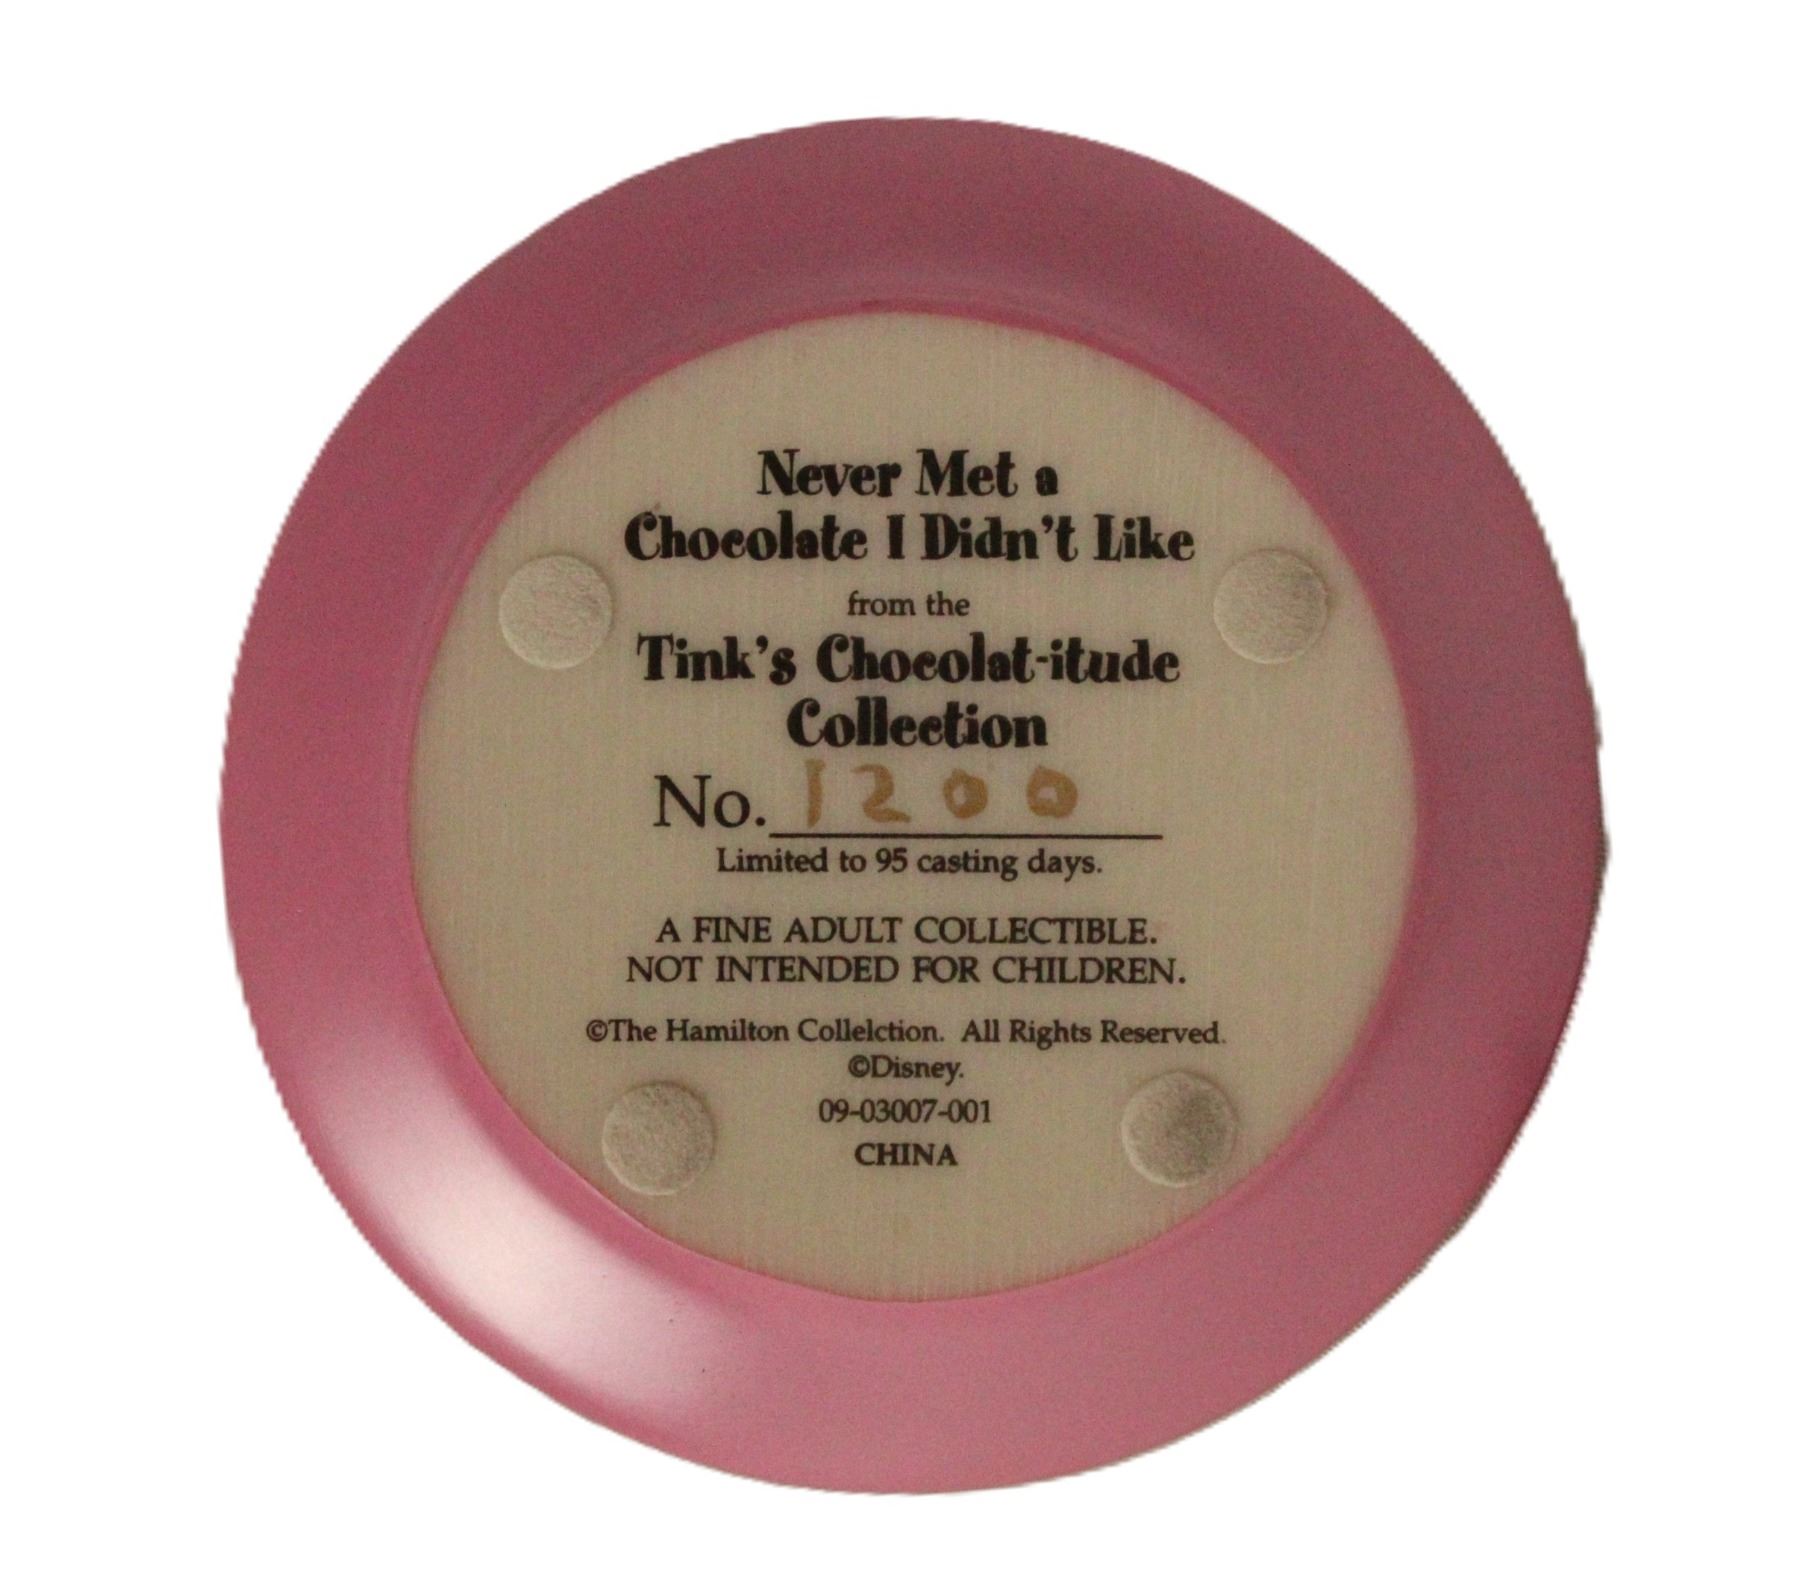 Never Met a
Chocolate I Didn't Like
from the
Tink's Chocolat-itude
Collection
No. 1200
Limited to 95 casting days.
A FINE ADULT COLLECTIBLE.
NOT INTENDED FOR CHILDREN.
©The Hamilton Collelction. All Rights Reserved.
©Disney.
09-03007-001
CHINA